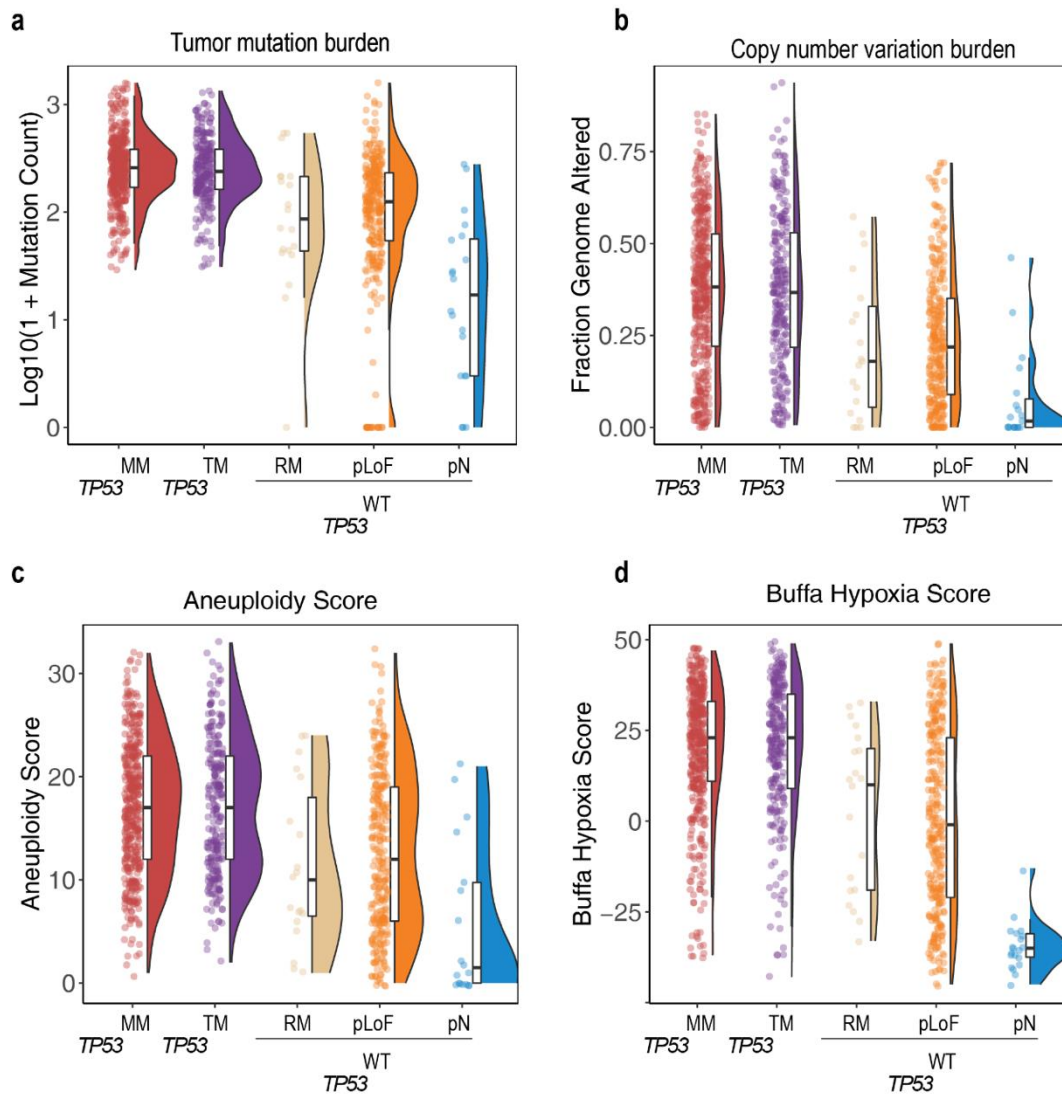 a
Tumor mutation burden
Log10(1 + Mutation Count)
3
2
1
0
MM TM RM pLoF pN
TP53 TP53 WT
TP53
b
Copy number variation burden
Fraction Genome Altered
0.75
0.50
0.25
0.00
MM TM RM pLoF pN
TP53 TP53 WT
TP53
c
Aneuploidy Score
Aneuploidy Score
30
20
10
0
MM TM RM pLoF pN
TP53 TP53 WT
TP53
d
Buffa Hypoxia Score
Buffa Hypoxia Score
50
25
0
−25
MM TM RM pLoF pN
TP53 TP53 WT
TP53